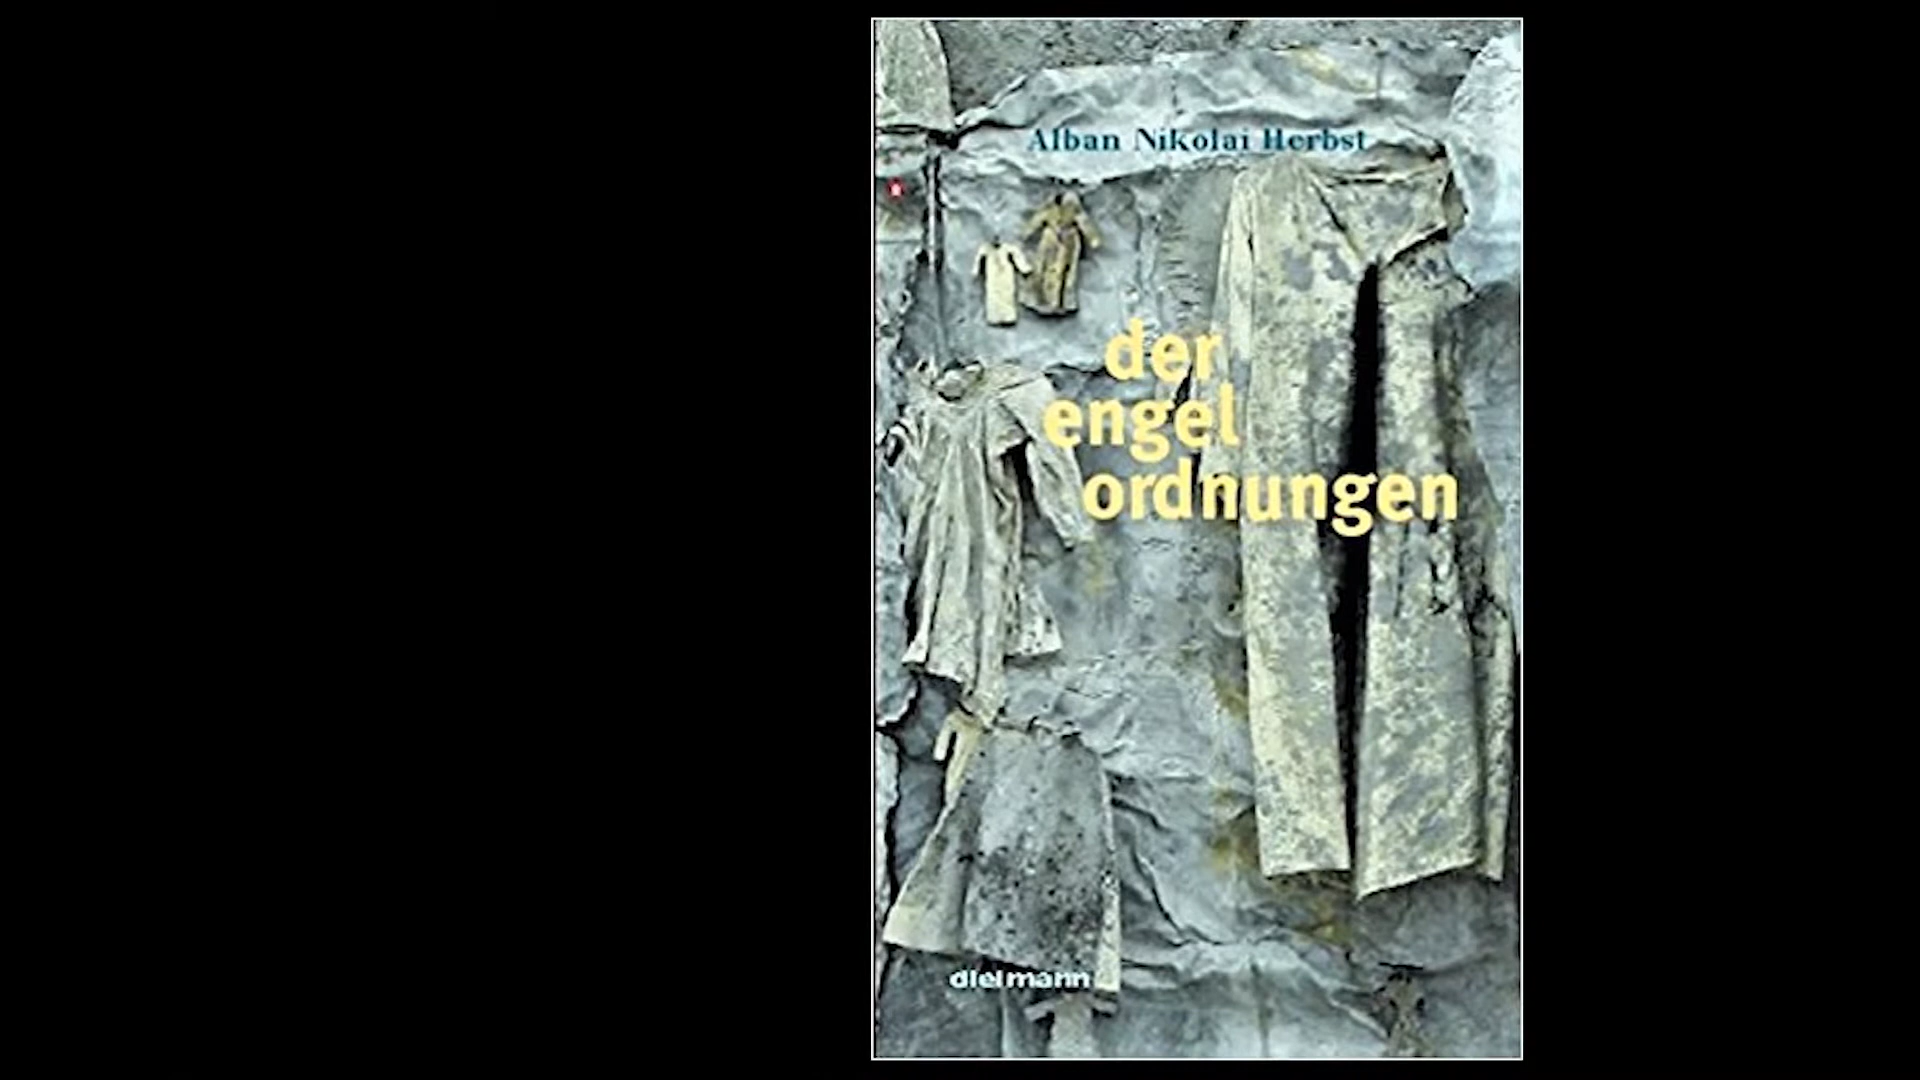 Alban Nikolai Herbst
der
engel
ordnungen
dielmann